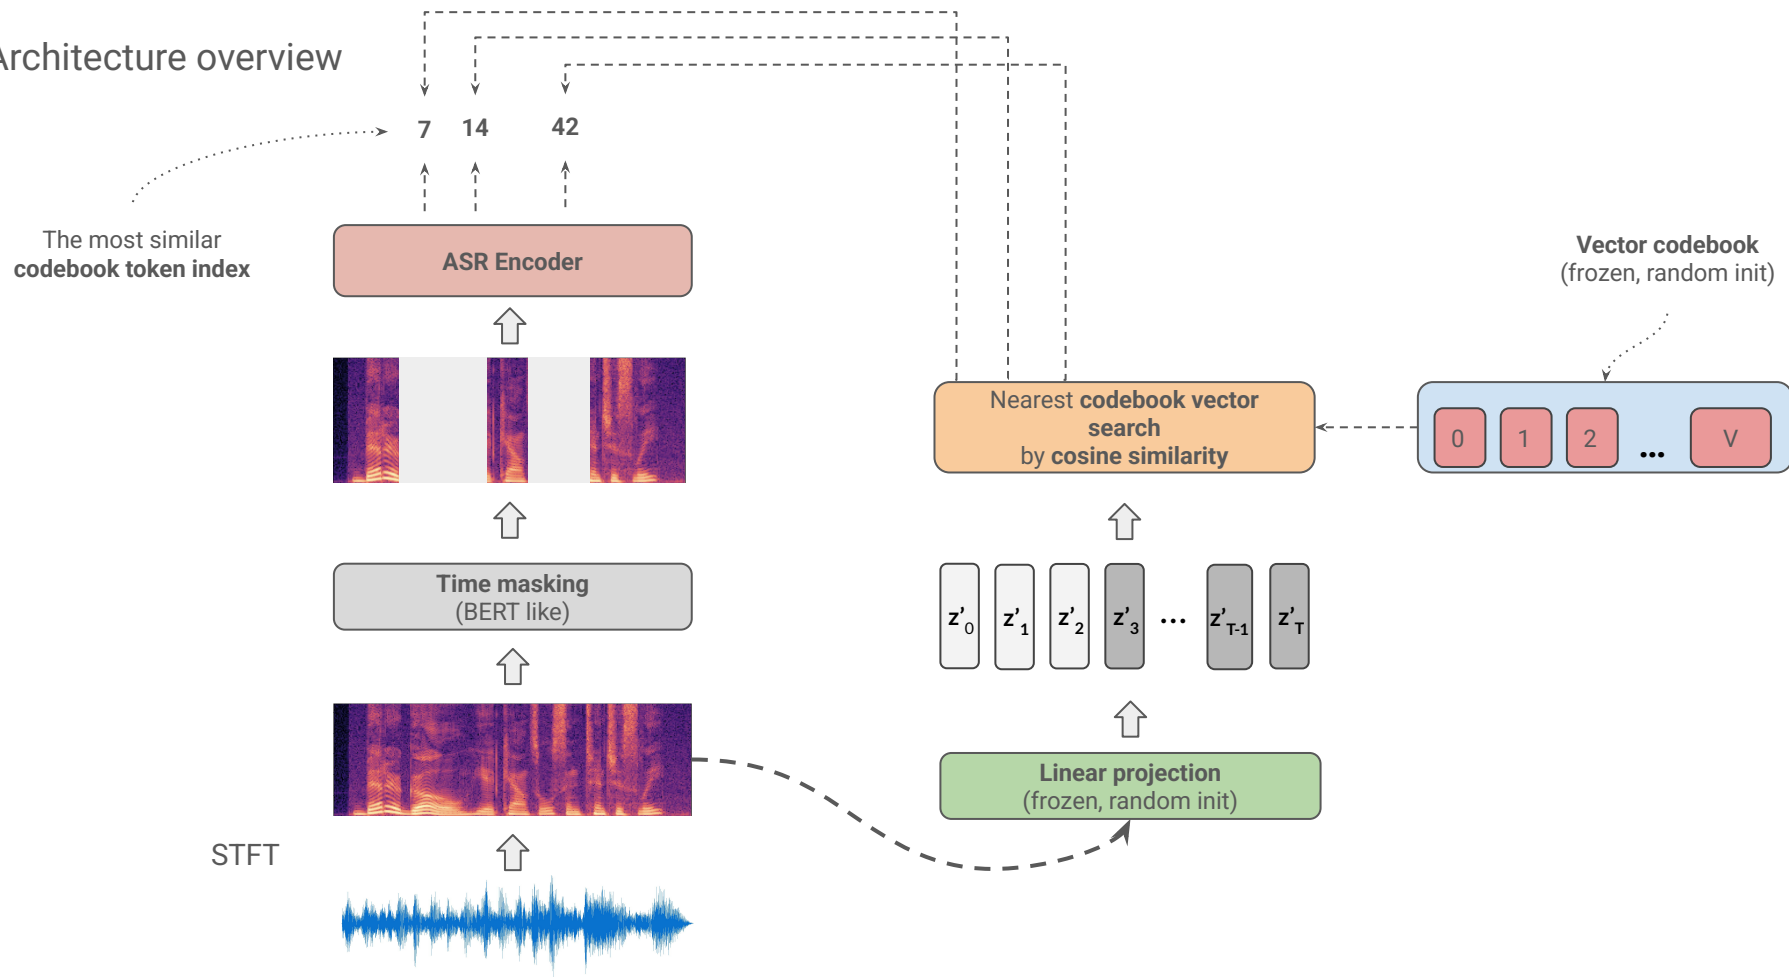 Architecture overview
7 14 42
The most similar
codebook token index
ASR Encoder
Vector codebook
(frozen, random init)
Nearest codebook vector
search
by cosine similarity
0 1 2 ... V
Time masking
(BERT like)
z'0 z'1 z'2 z'3 ... z'T-1 z'T
Linear projection
(frozen, random init)
STFT